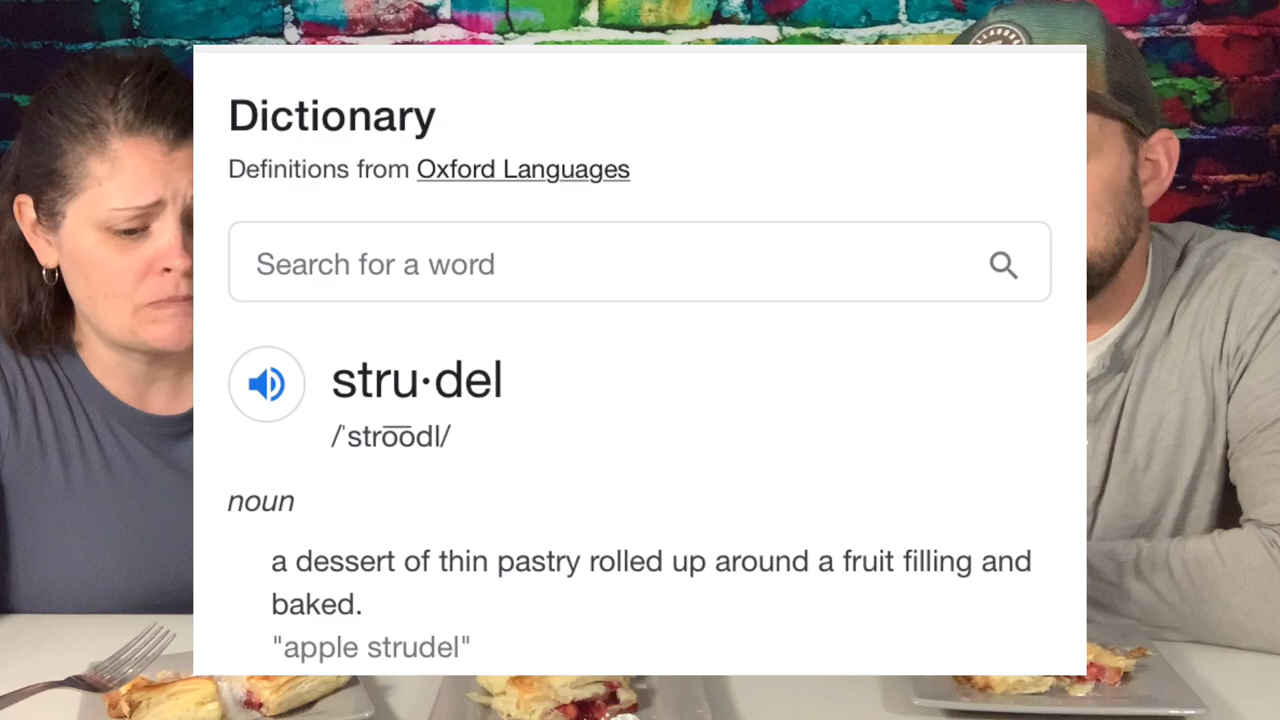 Dictionary
Definitions from Oxford Languages
Search for a word
stru·del
/ˈstro͞odl/
noun
a dessert of thin pastry rolled up around a fruit filling and
baked.
"apple strudel"